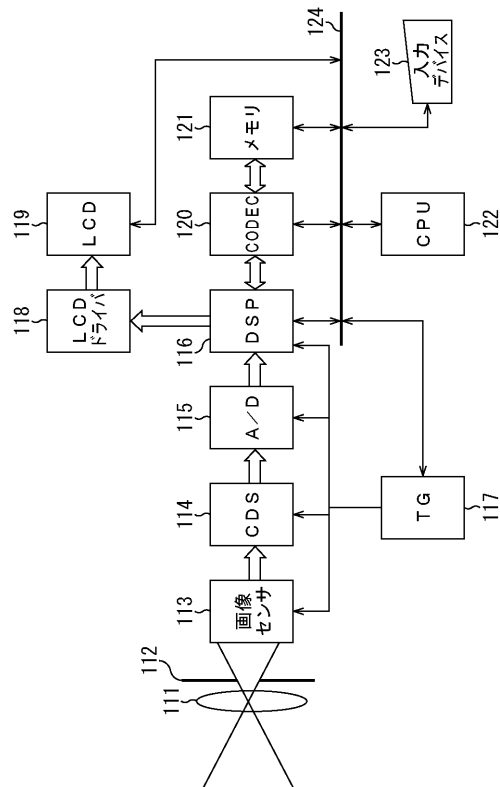 111
112
113
画像
センサ
114
CDS
115
A/D
116
DSP
117
TG
118
LCD
ドライバ
119
LCD
120
CODEC
121
メモリ
122
CPU
123
入力
デバイス
124